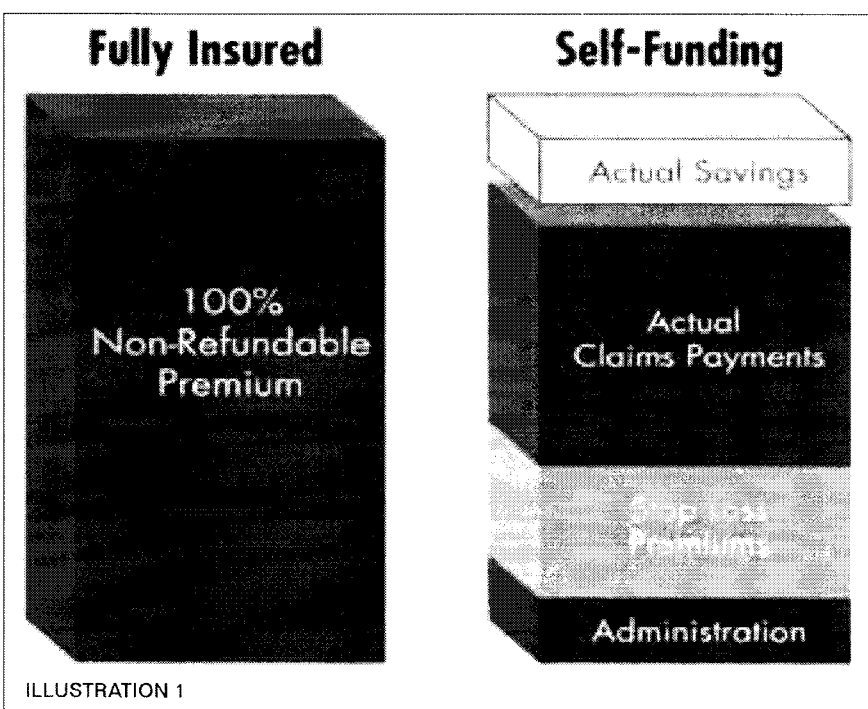 Fully Insured
Self-Funding
100%
Non-Refundable
Premium
Actual Savings
Actual
Claims Payments
Stop Loss
Premiums
Administration
ILLUSTRATION 1